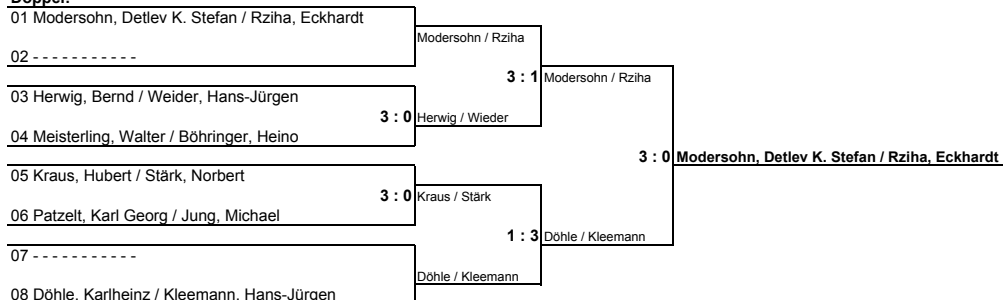 Doppel:
01 Modersohn, Detlev K. Stefan / Rziha, Eckhardt
Modersohn / Rziha
02 - - - - - - - - - - -
3 : 1 Modersohn / Rziha
03 Herwig, Bernd / Weider, Hans-Jürgen
3 : 0 Herwig / Wieder
04 Meisterling, Walter / Böhringer, Heino
3 : 0 Modersohn, Detlev K. Stefan / Rziha, Eckhardt
05 Kraus, Hubert / Stärk, Norbert
3 : 0 Kraus / Stärk
06 Patzelt, Karl Georg / Jung, Michael
1 : 3 Döhle / Kleemann
07 - - - - - - - - - - -
Döhle / Kleemann
08 Döhle, Karlheinz / Kleemann, Hans-Jürgen